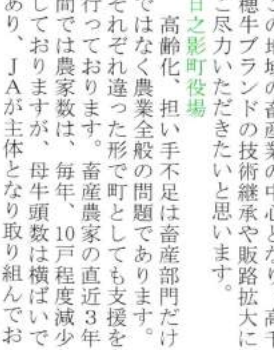 の地域の畜産業の中心となり、高千
穂牛ブランドの技術継承や販路拡大に
ご尽力いただきたいと思います。
日之影町役場
　高齢化、担い手不足は畜産部門だけ
ではなく農業全般の問題であります。
それぞれ違った形で町としても支援を
行っております。畜産農家の直近3年
間では農家数は、毎年、10戸程度減少
しておりますが、母牛頭数は横ばいで
あり、ＪＡが主体となり取り組んでお